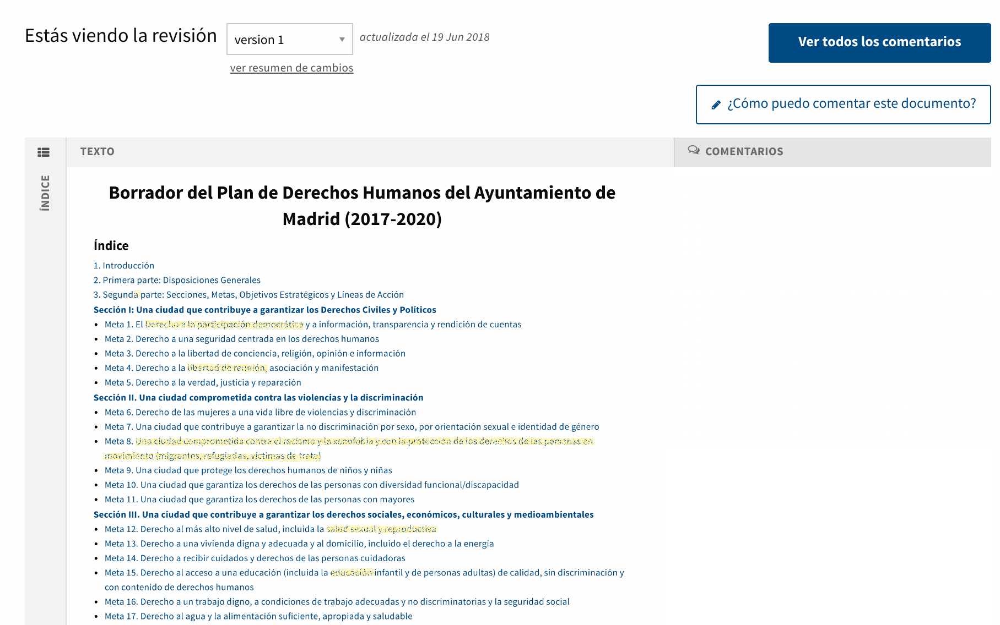 Estás viendo la revisión
version 1
actualizada el 19 Jun 2018
ver resumen de cambios
Ver todos los comentarios
¿Cómo puedo comentar este documento?
ÍNDICE
TEXTO
COMENTARIOS
Borrador del Plan de Derechos Humanos del Ayuntamiento de
Madrid (2017-2020)
Índice
1. Introducción
2. Primera parte: Disposiciones Generales
3. Segunda parte: Secciones, Metas, Objetivos Estratégicos y Líneas de Acción
Sección I: Una ciudad que contribuye a garantizar los Derechos Civiles y Políticos
• Meta 1. El Derecho a la participación democrática y a información, transparencia y rendición de cuentas
• Meta 2. Derecho a una seguridad centrada en los derechos humanos
• Meta 3. Derecho a la libertad de conciencia, religión, opinión e información
• Meta 4. Derecho a la libertad de reunión, asociación y manifestación
• Meta 5. Derecho a la verdad, justicia y reparación
Sección II. Una ciudad comprometida contra las violencias y la discriminación
• Meta 6. Derecho de las mujeres a una vida libre de violencias y discriminación
• Meta 7. Una ciudad que contribuye a garantizar la no discriminación por sexo, por orientación sexual e identidad de género
• Meta 8. Una ciudad comprometida contra el racismo y la xenofobia y con la protección de los derechos de las personas en
movimiento (migrantes, refugiadas, víctimas de trata)
• Meta 9. Una ciudad que protege los derechos humanos de niños y niñas
• Meta 10. Una ciudad que garantiza los derechos de las personas con diversidad funcional/discapacidad
• Meta 11. Una ciudad que garantiza los derechos de las personas con mayores
Sección III. Una ciudad que contribuye a garantizar los derechos sociales, económicos, culturales y medioambientales
• Meta 12. Derecho al más alto nivel de salud, incluida la salud sexual y reproductiva
• Meta 13. Derecho a una vivienda digna y adecuada y al domicilio, incluido el derecho a la energía
• Meta 14. Derecho a recibir cuidados y derechos de las personas cuidadoras
• Meta 15. Derecho al acceso a una educación (incluida la educación infantil y de personas adultas) de calidad, sin discriminación y
con contenido de derechos humanos
• Meta 16. Derecho a un trabajo digno, a condiciones de trabajo adecuadas y no discriminatorias y la seguridad social
• Meta 17. Derecho al agua y la alimentación suficiente, apropiada y saludable